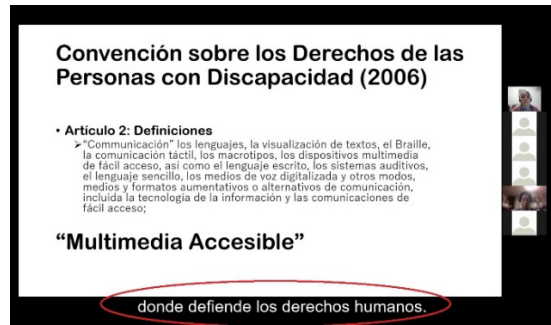 Convención sobre los Derechos de las
Personas con Discapacidad (2006)
• Artículo 2: Definiciones
➢“Communicación” los lenguajes, la visualización de textos, el Braille,
la comunicación táctil, los macrotipos, los dispositivos multimedia
de fácil acceso, así como el lenguaje escrito, los sistemas auditivos,
el lenguaje sencillo, los medios de voz digitalizada y otros modos,
medios y formatos aumentativos o alternativos de comunicación,
incluida la tecnología de la información y las comunicaciones de
fácil acceso;
“Multimedia Accesible”
donde defiende los derechos humanos.